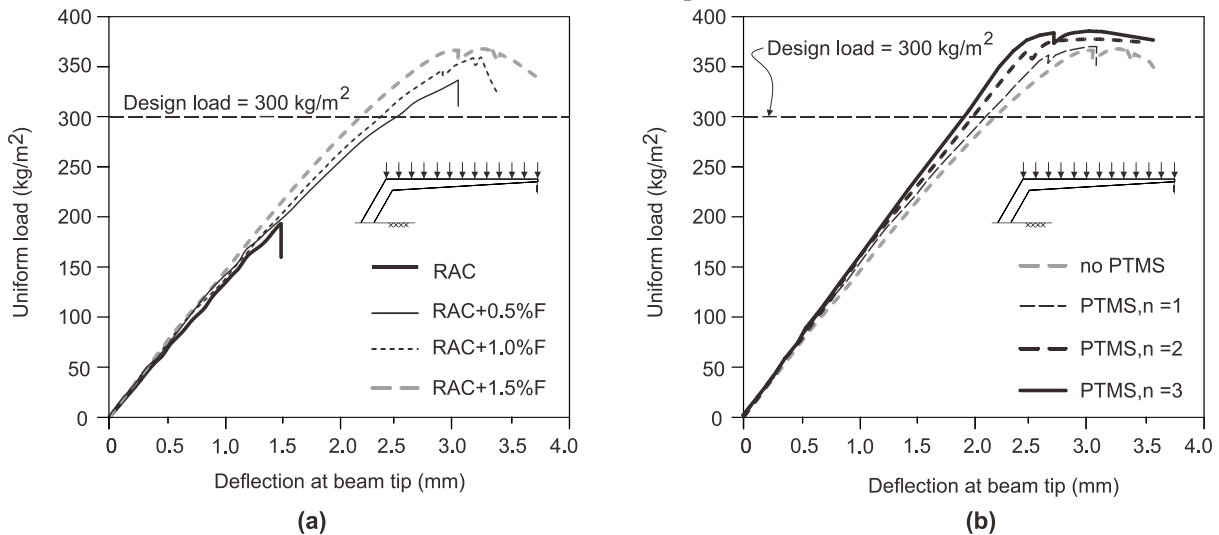 400
350
300
250
200
150
100
50
0
Uniform load (kg/m2)
Design load = 300 kg/m2
RAC
RAC+0.5%F
RAC+1.0%F
RAC+1.5%F
0 0.5 1.0 1.5 2.0 2.5 3.0 3.5 4.0
Deflection at beam tip (mm)
(a)
400
350
300
250
200
150
100
50
0
Uniform load (kg/m2)
Design load = 300 kg/m2
no PTMS
PTMS,n =1
PTMS,n =2
PTMS,n =3
0 0.5 1.0 1.5 2.0 2.5 3.0 3.5 4.0
Deflection at beam tip (mm)
(b)